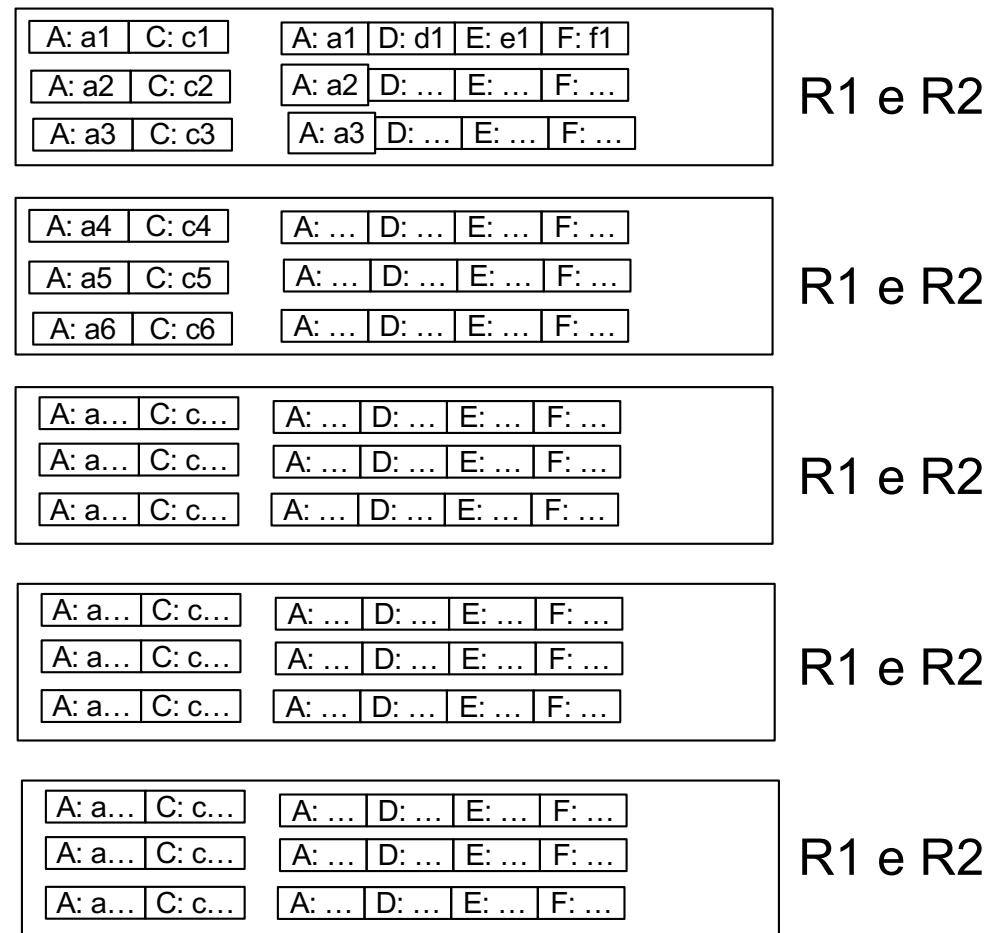 A: a1 C: c1 A: a1 D: d1 E: e1 F: f1
A: a2 C: c2 A: a2 D: … E: … F: …
A: a3 C: c3 A: a3 D: … E: … F: …
R1 e R2
A: a4 C: c4 A: … D: … E: … F: …
A: a5 C: c5 A: … D: … E: … F: …
A: a6 C: c6 A: … D: … E: … F: …
R1 e R2
A: a… C: c… A: … D: … E: … F: …
A: a… C: c… A: … D: … E: … F: …
A: a… C: c… A: … D: … E: … F: …
R1 e R2
A: a… C: c… A: … D: … E: … F: …
A: a… C: c… A: … D: … E: … F: …
A: a… C: c… A: … D: … E: … F: …
R1 e R2
A: a… C: c… A: … D: … E: … F: …
A: a… C: c… A: … D: … E: … F: …
A: a… C: c… A: … D: … E: … F: …
R1 e R2